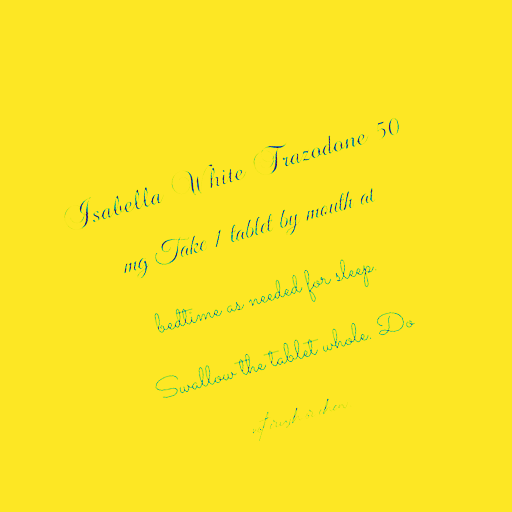 Isabella White Trazodone 50
mg Take 1 tablet by mouth at
bedtime as needed for sleep
Swallow the tablet whole. Do